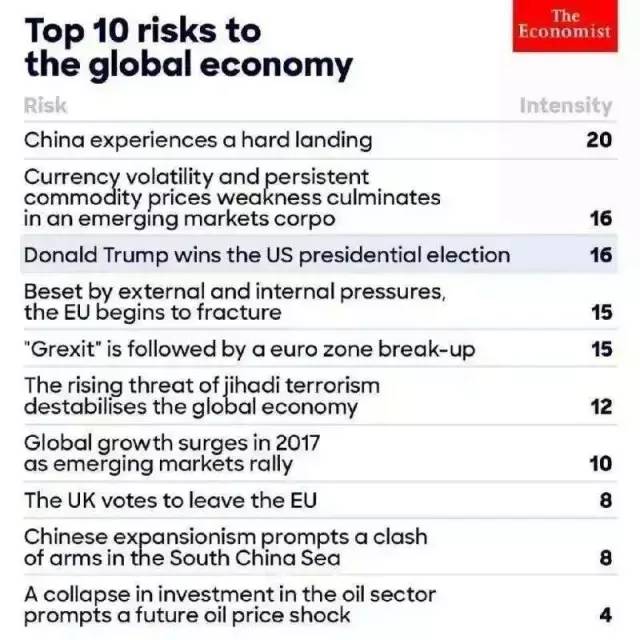 Top 10 risks to
the global economy
The
Economist
Risk Intensity
China experiences a hard landing 20
Currency volatility and persistent
commodity prices weakness culminates
in an emerging markets corpo 16
Donald Trump wins the US presidential election 16
Beset by external and internal pressures,
the EU begins to fracture 15
"Grexit" is followed by a euro zone break-up 15
The rising threat of jihadi terrorism
destabilises the global economy 12
Global growth surges in 2017
as emerging markets rally 10
The UK votes to leave the EU 8
Chinese expansionism prompts a clash
of arms in the South China Sea 8
A collapse in investment in the oil sector
prompts a future oil price shock 4